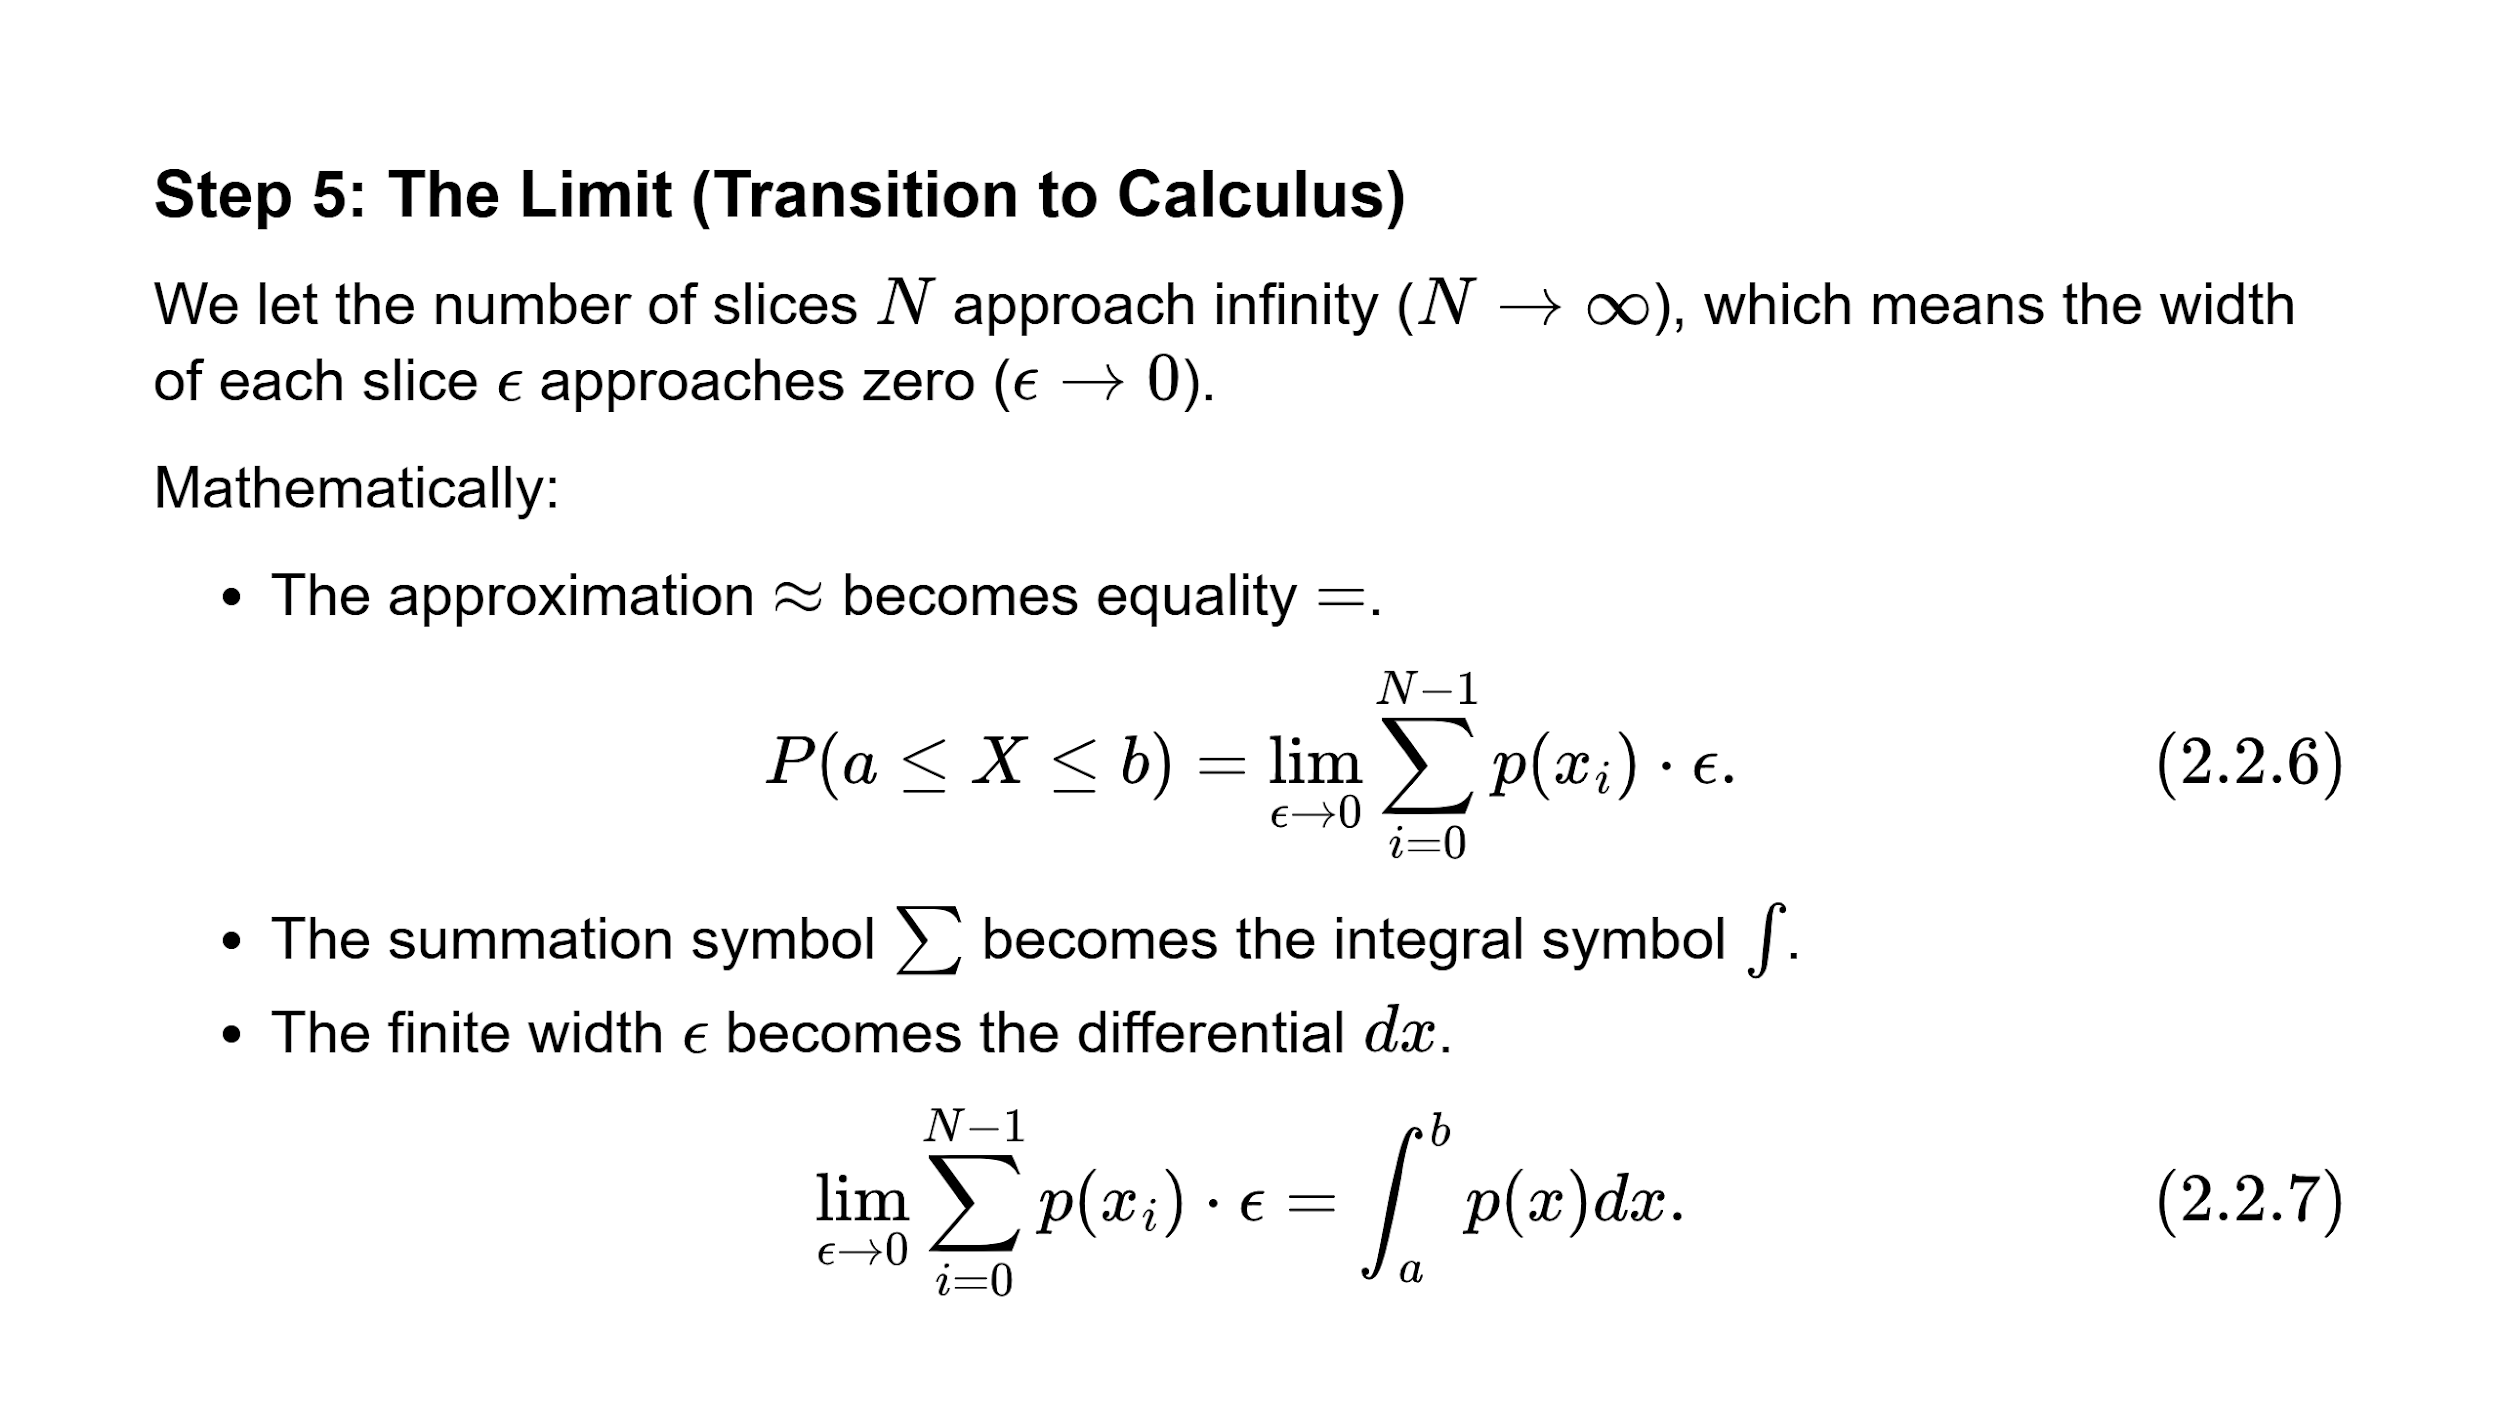 Step 5: The Limit (Transition to Calculus)
We let the number of slices N approach infinity (N → ∞), which means the width
of each slice ϵ approaches zero (ϵ → 0).
Mathematically:
• The approximation ≈ becomes equality =.
P(a ≤ X ≤ b) = lim_{ϵ→0} ∑_{i=0}^{N−1} p(x_i) · ϵ. (2.2.6)
• The summation symbol ∑ becomes the integral symbol ∫.
• The finite width ϵ becomes the differential dx.
lim_{ϵ→0} ∑_{i=0}^{N−1} p(x_i) · ϵ = ∫_a^b p(x)dx. (2.2.7)